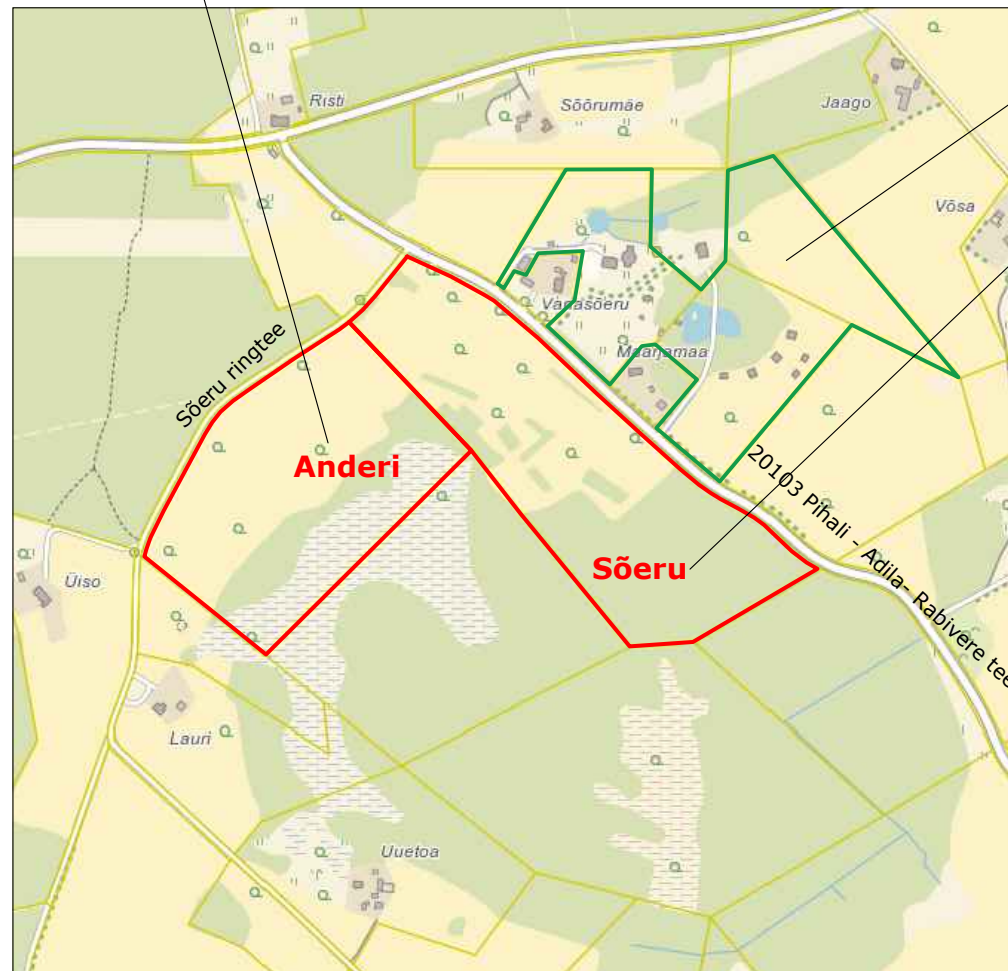 Risti
Sõõrumäe
Jaago
Võsa
Vanasõeru
Maarjamaa
Sõeru ringtee
Anderi
20103 Pihali - Adila- Rabivere tee
Sõeru
Üiso
Lauri
Uuetoa